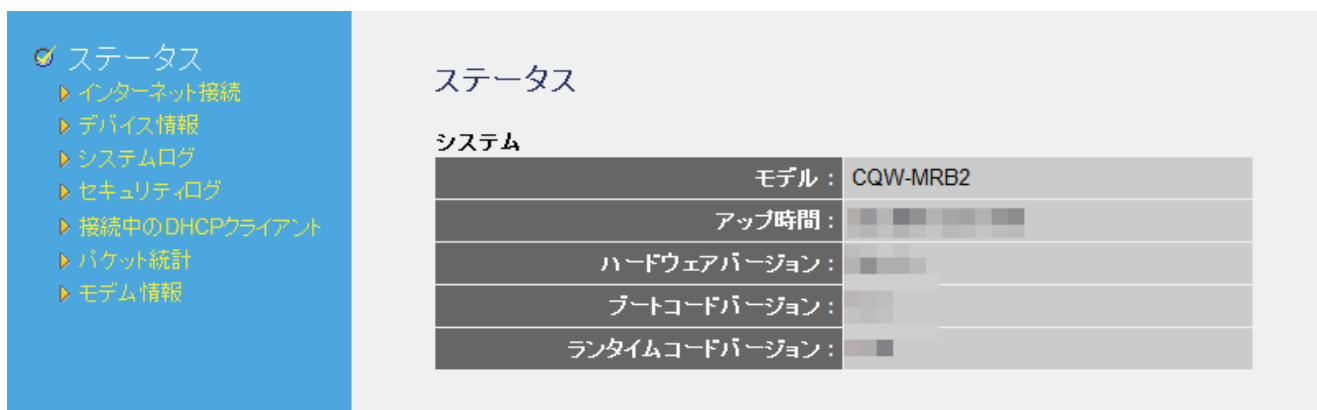 ステータス
インターネット接続
デバイス情報
システムログ
セキュリティログ
接続中のDHCPクライアント
パケット統計
モデム情報
ステータス
システム
モデル： CQW-MRB2
アップ時間：
ハードウェアバージョン：
ブートコードバージョン：
ランタイムコードバージョン：